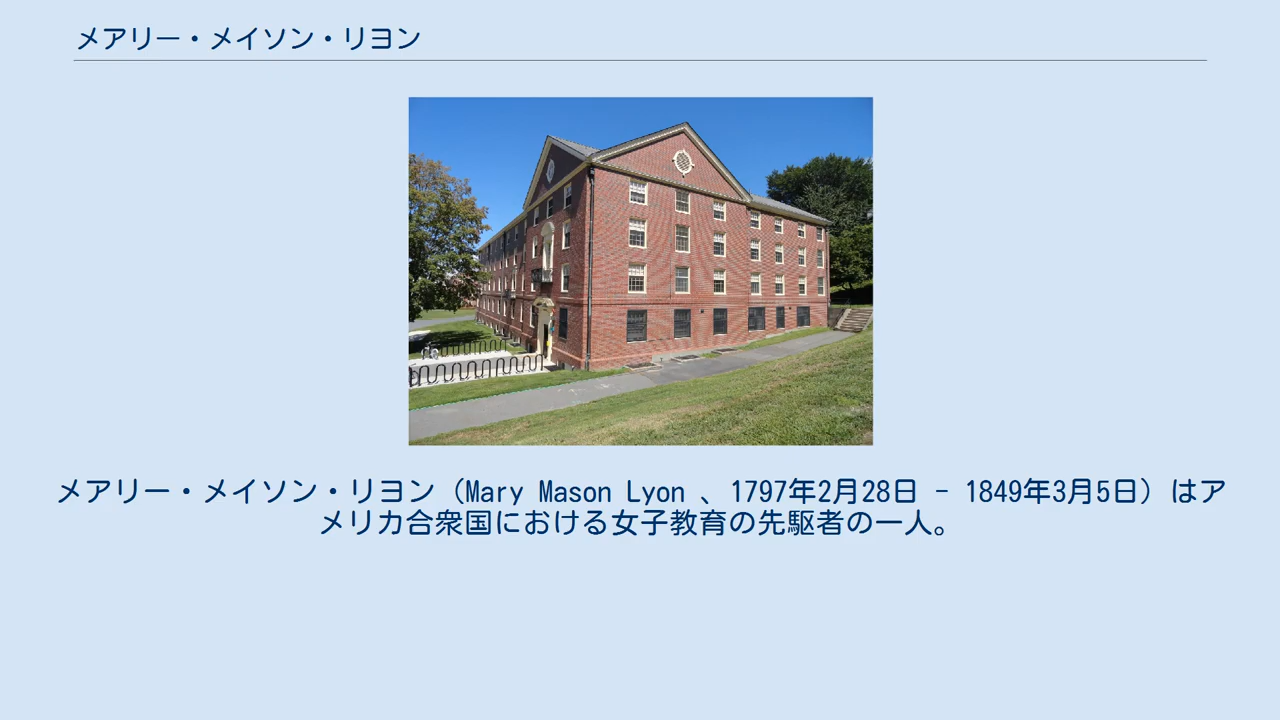 メアリー・メイソン・リヨン
メアリー・メイソン・リヨン（Mary Mason Lyon 、1797年2月28日 - 1849年3月5日）はア
メリカ合衆国における女子教育の先駆者の一人。